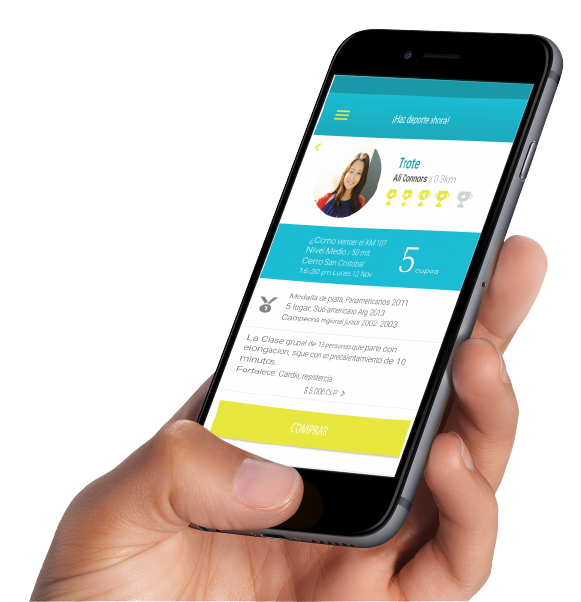 ¡Haz deporte ahora!
Trote
Ali Connors a 0.3km
¿Cómo vencer el KM 10?
Nivel Medio / 50 mit.
Cerro San Cristobal
16:30 pm Lunes 12 Nov
5 cupos
Medalla de plata, Panamericanos 2011
5 lugar, Sud-americano Arg 2013
Campeona regional junior 2002-2003
1
La Clase grupal de 15 personas que parte con
elongación, sigue con un precalentamiento de 10
minutos.
Fortalece: Cardio, resistencia.
$ 5.000 CLP >
COMPRAR